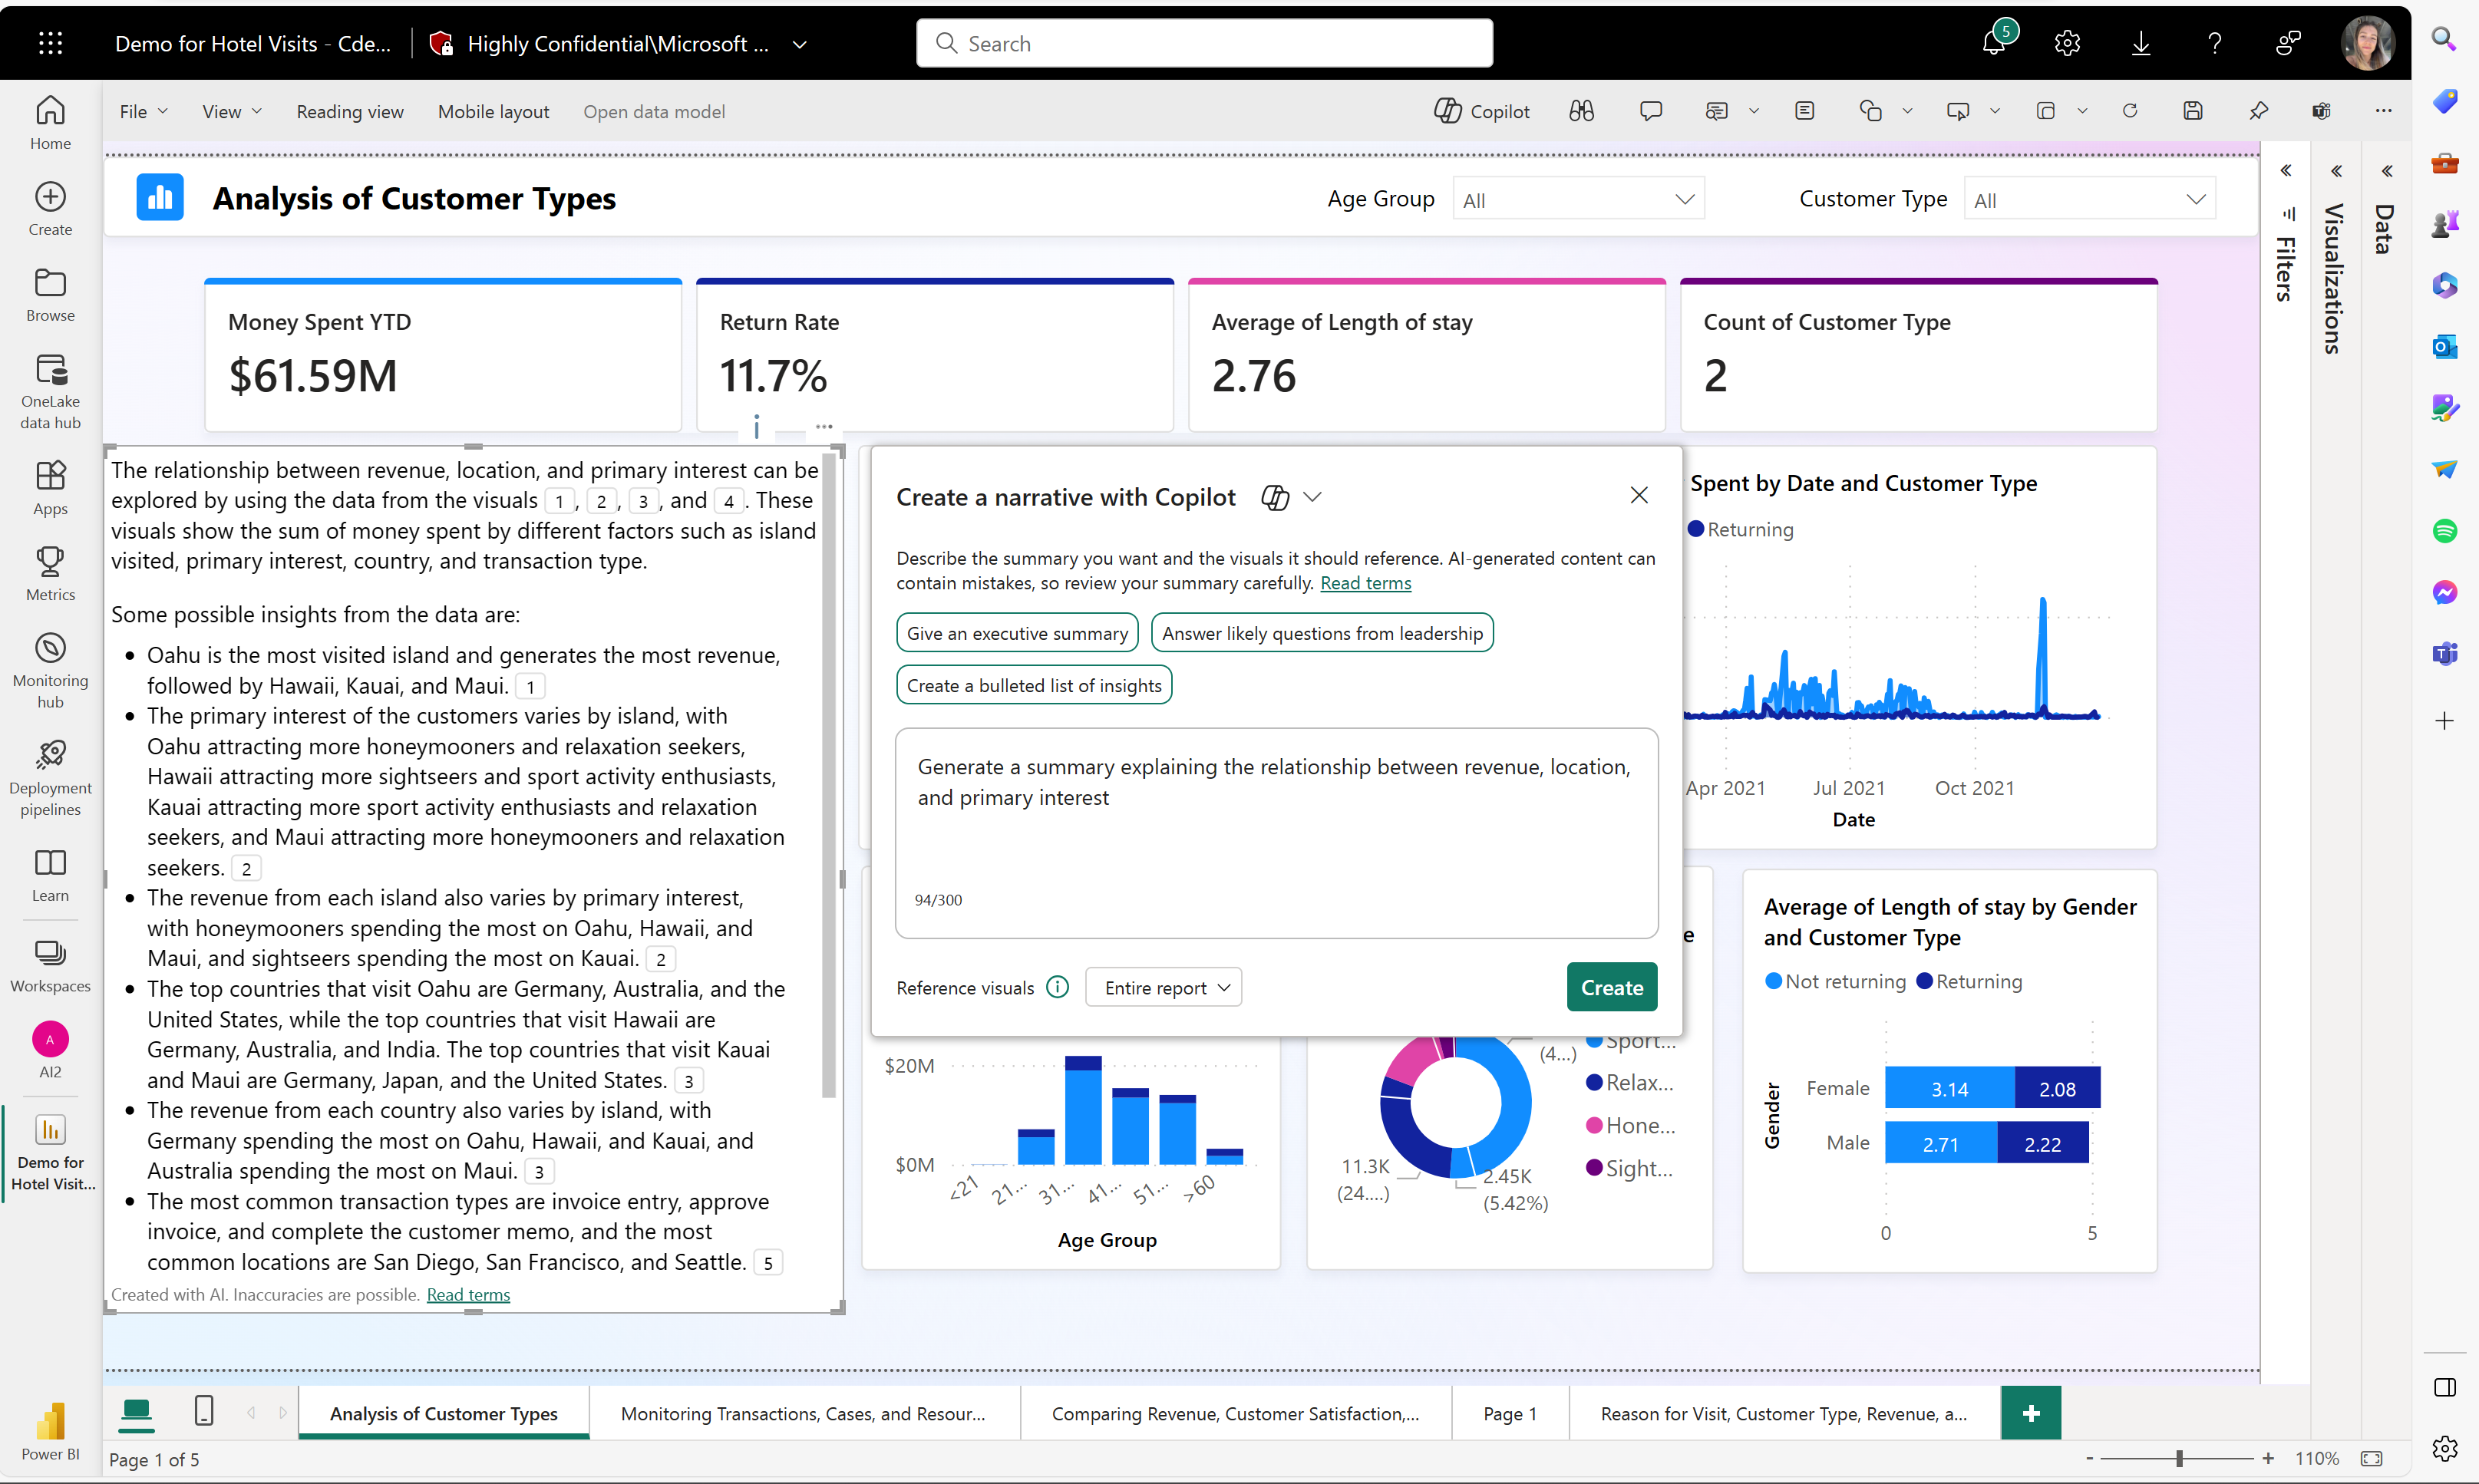 Demo for Hotel Visits - Cde...
Highly Confidential\Microsoft ...
Search
5
File
View
Reading view
Mobile layout
Open data model
Copilot
Home
Create
Browse
OneLake
data hub
Apps
Metrics
Monitoring
hub
Deployment
pipelines
Learn
Workspaces
A
AI2
Demo for
Hotel Visit...
Power BI
Analysis of Customer Types
Age Group
All
Customer Type
All
Filters
Visualizations
Data
Money Spent YTD
$61.59M
Return Rate
11.7%
Average of Length of stay
2.76
Count of Customer Type
2
The relationship between revenue, location, and primary interest can be
explored by using the data from the visuals 1, 2, 3, and 4. These
visuals show the sum of money spent by different factors such as island
visited, primary interest, country, and transaction type.
Some possible insights from the data are:
• Oahu is the most visited island and generates the most revenue,
followed by Hawaii, Kauai, and Maui. 1
• The primary interest of the customers varies by island, with
Oahu attracting more honeymooners and relaxation seekers,
Hawaii attracting more sightseers and sport activity enthusiasts,
Kauai attracting more sport activity enthusiasts and relaxation
seekers, and Maui attracting more honeymooners and relaxation
seekers. 2
• The revenue from each island also varies by primary interest,
with honeymooners spending the most on Oahu, Hawaii, and
Maui, and sightseers spending the most on Kauai. 2
• The top countries that visit Oahu are Germany, Australia, and the
United States, while the top countries that visit Hawaii are
Germany, Australia, and India. The top countries that visit Kauai
and Maui are Germany, Japan, and the United States. 3
• The revenue from each country also varies by island, with
Germany spending the most on Oahu, Hawaii, and Kauai, and
Australia spending the most on Maui. 3
• The most common transaction types are invoice entry, approve
invoice, and complete the customer memo, and the most
common locations are San Diego, San Francisco, and Seattle. 5
Created with AI. Inaccuracies are possible. Read terms
Create a narrative with Copilot
Describe the summary you want and the visuals it should reference. AI-generated content can
contain mistakes, so review your summary carefully. Read terms
Give an executive summary
Answer likely questions from leadership
Create a bulleted list of insights
Generate a summary explaining the relationship between revenue, location,
and primary interest
94/300
Reference visuals
Entire report
Create
Spent by Date and Customer Type
Returning
Apr 2021
Jul 2021
Oct 2021
Date
$20M
$0M
<21
21...
31...
41...
51...
>60
Age Group
e
(4...)
11.3K
(24....)
2.45K
(5.42%)
Sport...
Relax...
Hone...
Sight...
Average of Length of stay by Gender
and Customer Type
Not returning
Returning
Gender
Female
3.14
2.08
Male
2.71
2.22
0
5
Analysis of Customer Types
Monitoring Transactions, Cases, and Resour...
Comparing Revenue, Customer Satisfaction,...
Page 1
Reason for Visit, Customer Type, Revenue, a...
+
Page 1 of 5
- + 110%